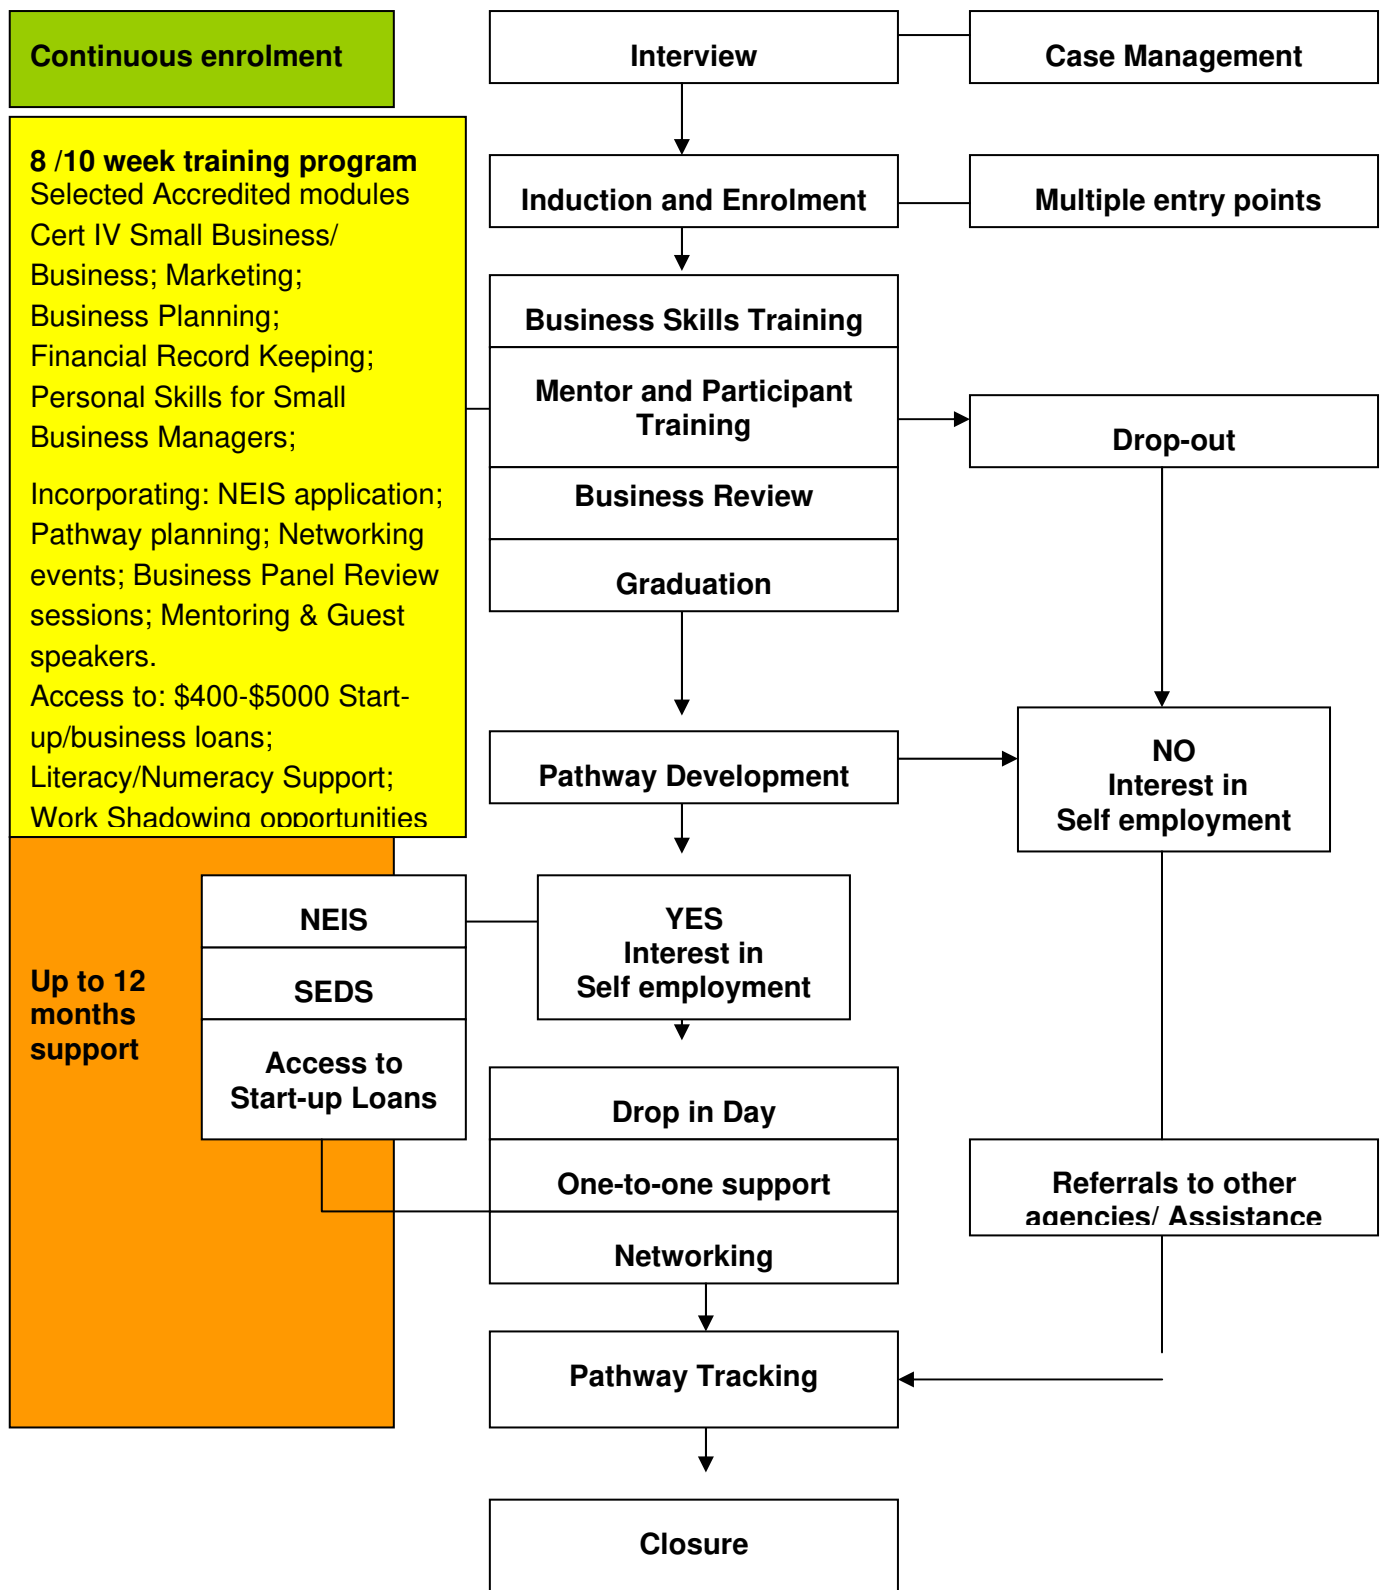 Continuous enrolment
Interview
Case Management
8 /10 week training program
Selected Accredited modules
Cert IV Small Business/
Business; Marketing;
Business Planning;
Financial Record Keeping;
Personal Skills for Small
Business Managers;
Incorporating: NEIS application;
Pathway planning; Networking
events; Business Panel Review
sessions; Mentoring & Guest
speakers.
Access to: $400-$5000 Start-
up/business loans;
Literacy/Numeracy Support;
Work Shadowing opportunities
Induction and Enrolment
Multiple entry points
Business Skills Training
Mentor and Participant
Training
Business Review
Graduation
Drop-out
Pathway Development
NO
Interest in
Self employment
Up to 12
months
support
NEIS
SEDS
Access to
Start-up Loans
YES
Interest in
Self employment
Drop in Day
One-to-one support
Networking
Referrals to other
agencies/ Assistance
Pathway Tracking
Closure